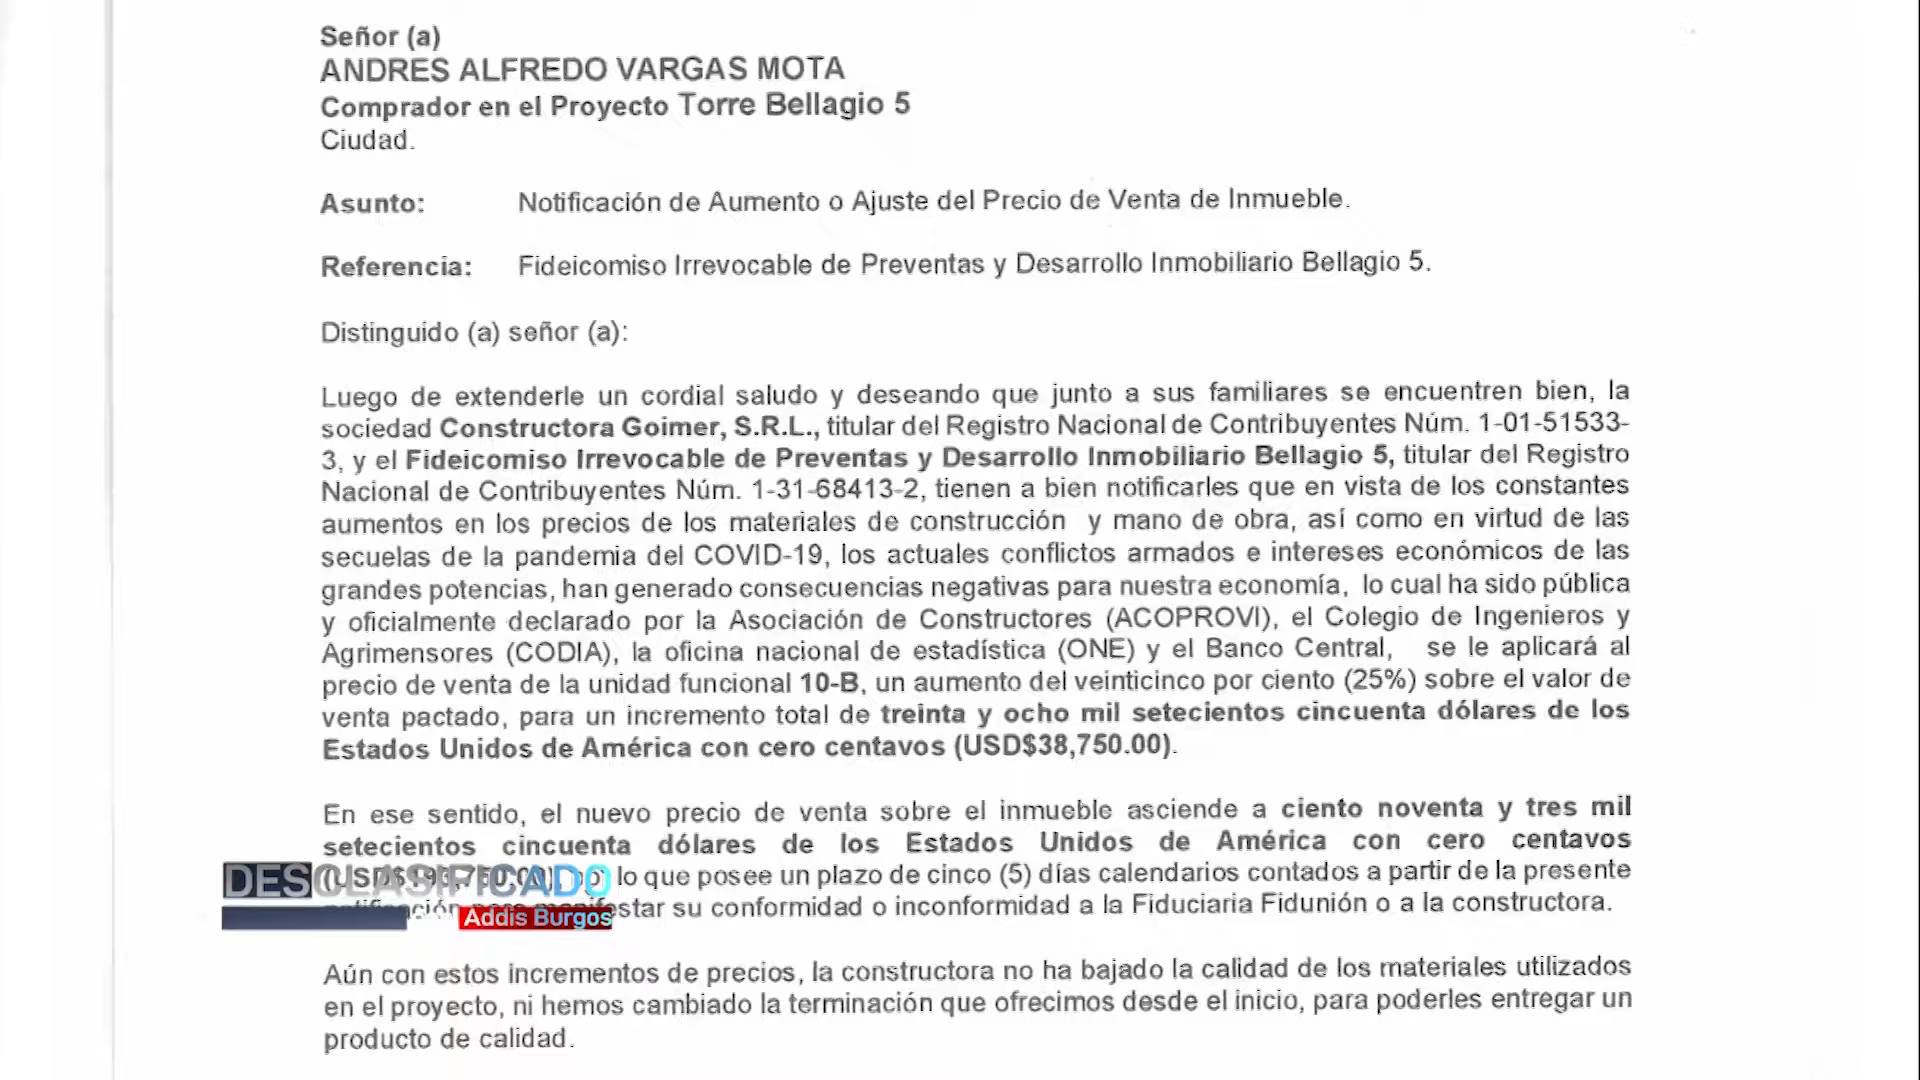 Señor (a)
ANDRES ALFREDO VARGAS MOTA
Comprador en el Proyecto Torre Bellagio 5
Ciudad.
Asunto: Notificación de Aumento o Ajuste del Precio de Venta de Inmueble.
Referencia: Fideicomiso Irrevocable de Preventas y Desarrollo Inmobiliario Bellagio 5.
Distinguido (a) señor (a):
Luego de extenderle un cordial saludo y deseando que junto a sus familiares se encuentren bien, la
sociedad Constructora Goimer, S.R.L., titular del Registro Nacional de Contribuyentes Núm. 1-01-51533-
3, y el Fideicomiso Irrevocable de Preventas y Desarrollo Inmobiliario Bellagio 5, titular del Registro
Nacional de Contribuyentes Núm. 1-31-68413-2, tienen a bien notificarles que en vista de los constantes
aumentos en los precios de los materiales de construcción y mano de obra, así como en virtud de las
secuelas de la pandemia del COVID-19, los actuales conflictos armados e intereses económicos de las
grandes potencias, han generado consecuencias negativas para nuestra economía, lo cual ha sido pública
y oficialmente declarado por la Asociación de Constructores (ACOPROVI), el Colegio de Ingenieros y
Agrimensores (CODIA), la oficina nacional de estadística (ONE) y el Banco Central, se le aplicará al
precio de venta de la unidad funcional 10-B, un aumento del veinticinco por ciento (25%) sobre el valor de
venta pactado, para un incremento total de treinta y ocho mil setecientos cincuenta dólares de los
Estados Unidos de América con cero centavos (USD$38,750.00).
En ese sentido, el nuevo precio de venta sobre el inmueble asciende a ciento noventa y tres mil
setecientos cincuenta dólares de los Estados Unidos de América con cero centavos
lo que posee un plazo de cinco (5) días calendarios contados a partir de la presente
su conformidad o inconformidad a la Fiduciaria Fidunión o a la constructora.
DESCLASIFICADO
Addis Burgos
Aún con estos incrementos de precios, la constructora no ha bajado la calidad de los materiales utilizados
en el proyecto, ni hemos cambiado la terminación que ofrecimos desde el inicio, para poderles entregar un
producto de calidad.